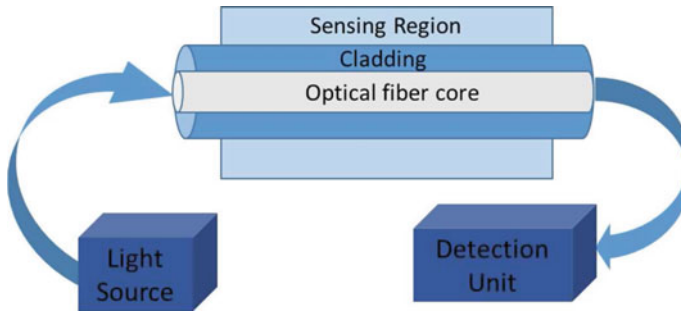 Sensing Region
Cladding
Optical fiber core
Light
Source
Detection
Unit